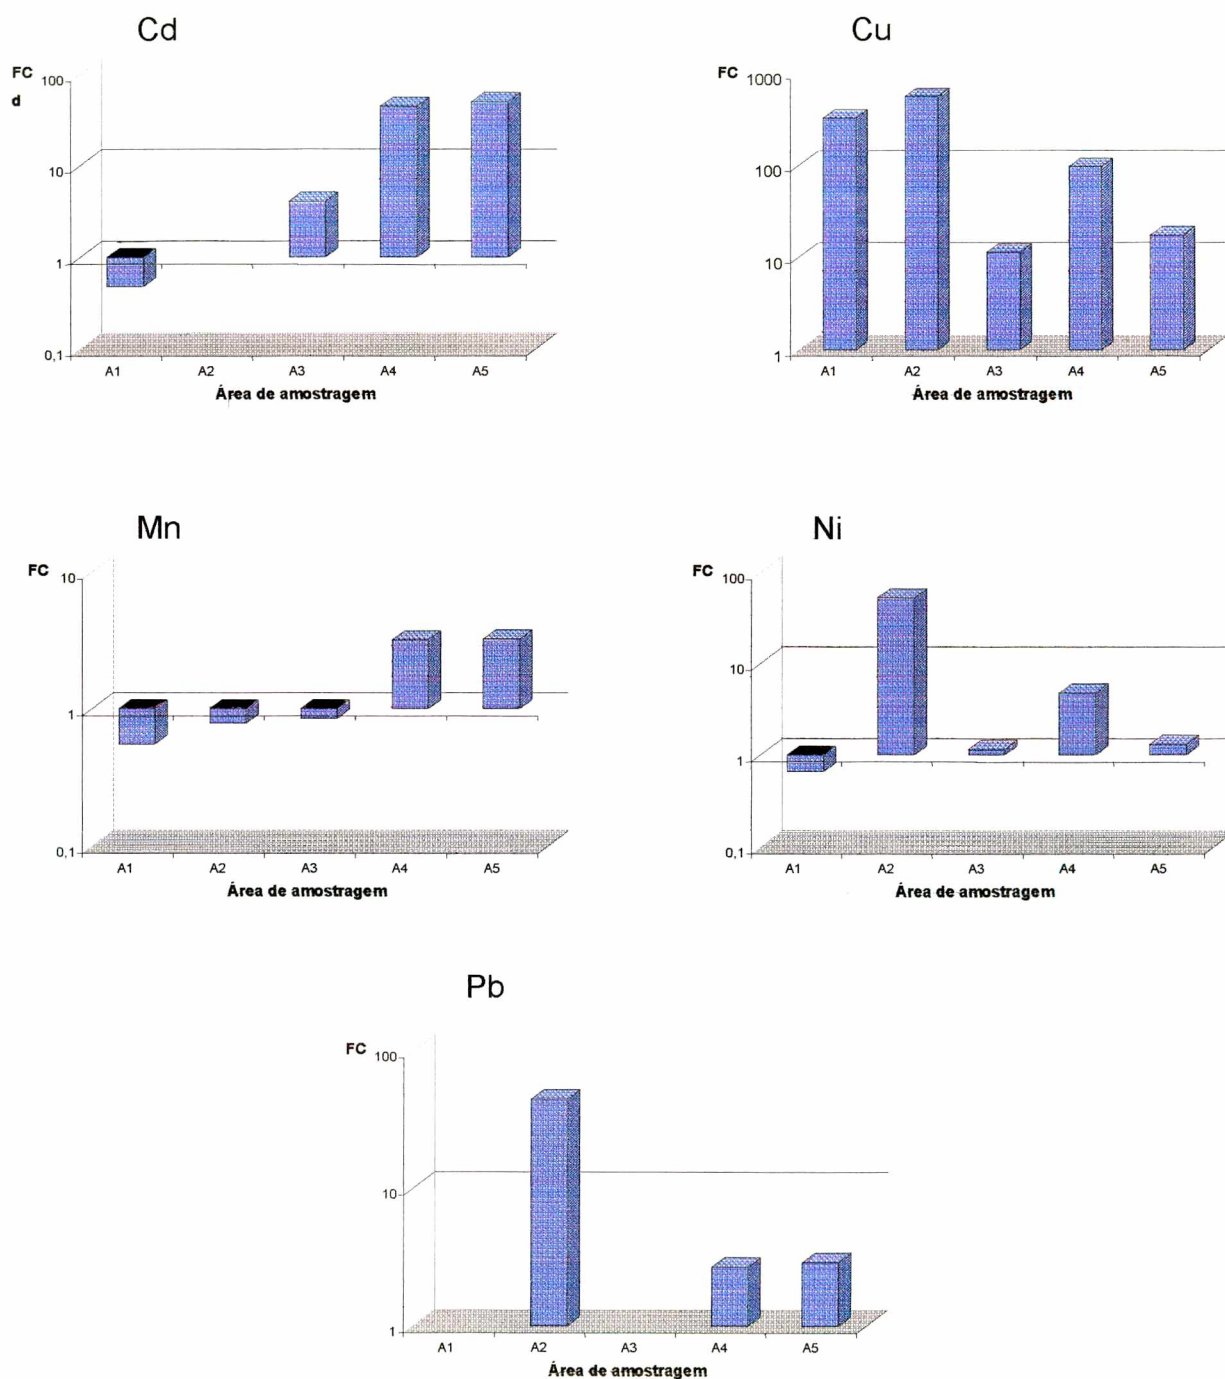 Cd
FC
d
100
10
1
0,1
A1 A2 A3 A4 A5
Área de amostragem
Cu
FC
1000
100
10
1
A1 A2 A3 A4 A5
Área de amostragem
Mn
FC
10
1
0,1
A1 A2 A3 A4 A5
Área de amostragem
Ni
FC
100
10
1
0,1
A1 A2 A3 A4 A5
Área de amostragem
Pb
FC
100
10
1
A1 A2 A3 A4 A5
Área de amostragem